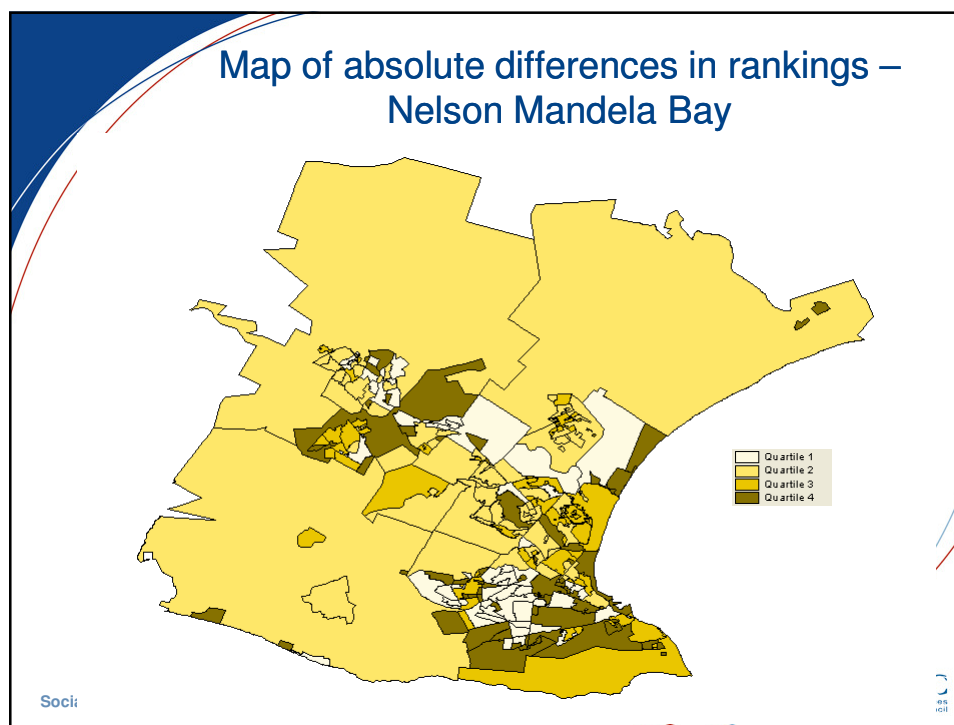 Map of absolute differences in rankings –
Nelson Mandela Bay
Quartile 1
Quartile 2
Quartile 3
Quartile 4